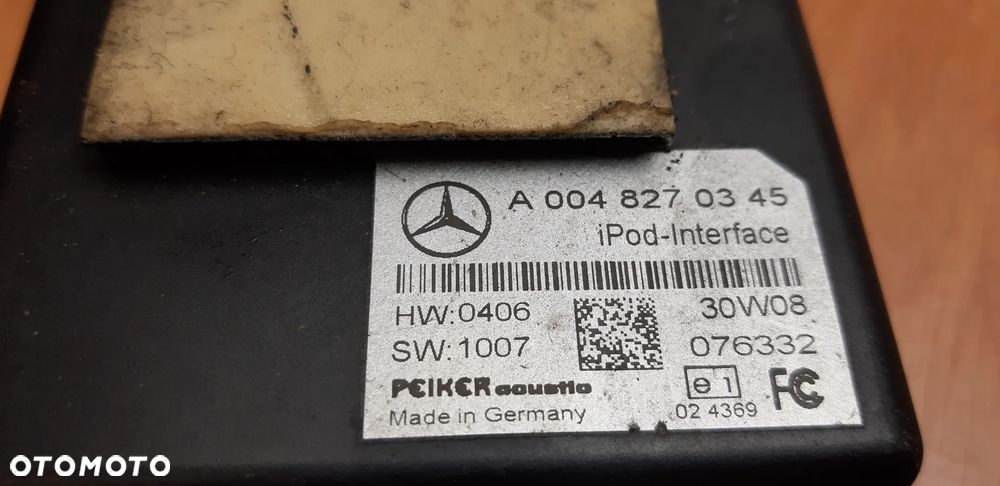 A 004 827 03 45
iPod-Interface
HW:0406
30W08
SW:1007
076332
PEIKER acustic
e1
FC
Made in Germany
02 4369
OTOMOTO